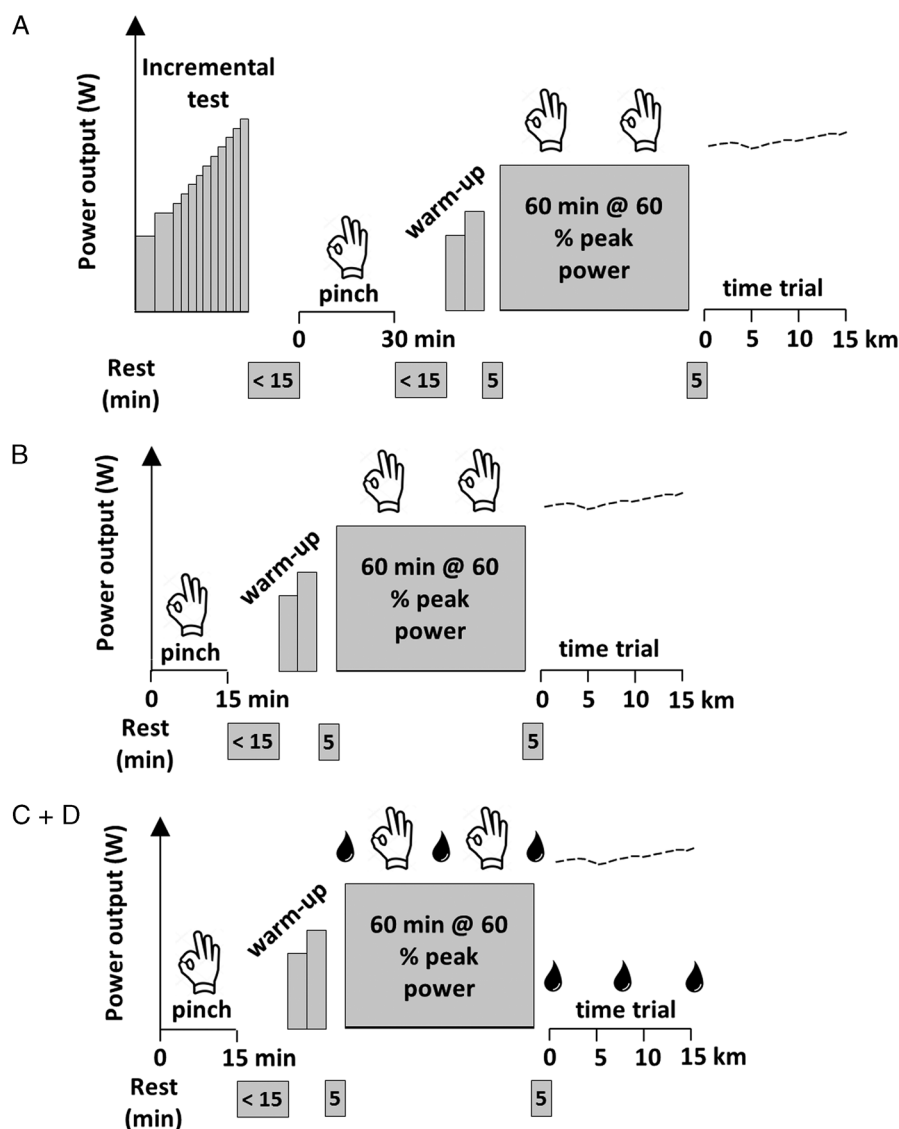 A
Power output (W)
Incremental
test
pinch
0 30 min
warm-up
60 min @ 60
% peak
power
time trial
0 5 10 15 km
Rest
(min)
< 15 < 15 5 5
B
Power output (W)
pinch
0 15 min
warm-up
60 min @ 60
% peak
power
time trial
0 5 10 15 km
Rest
(min)
< 15 5 5
C + D
Power output (W)
pinch
0 15 min
warm-up
60 min @ 60
% peak
power
time trial
0 5 10 15 km
Rest
(min)
< 15 5 5